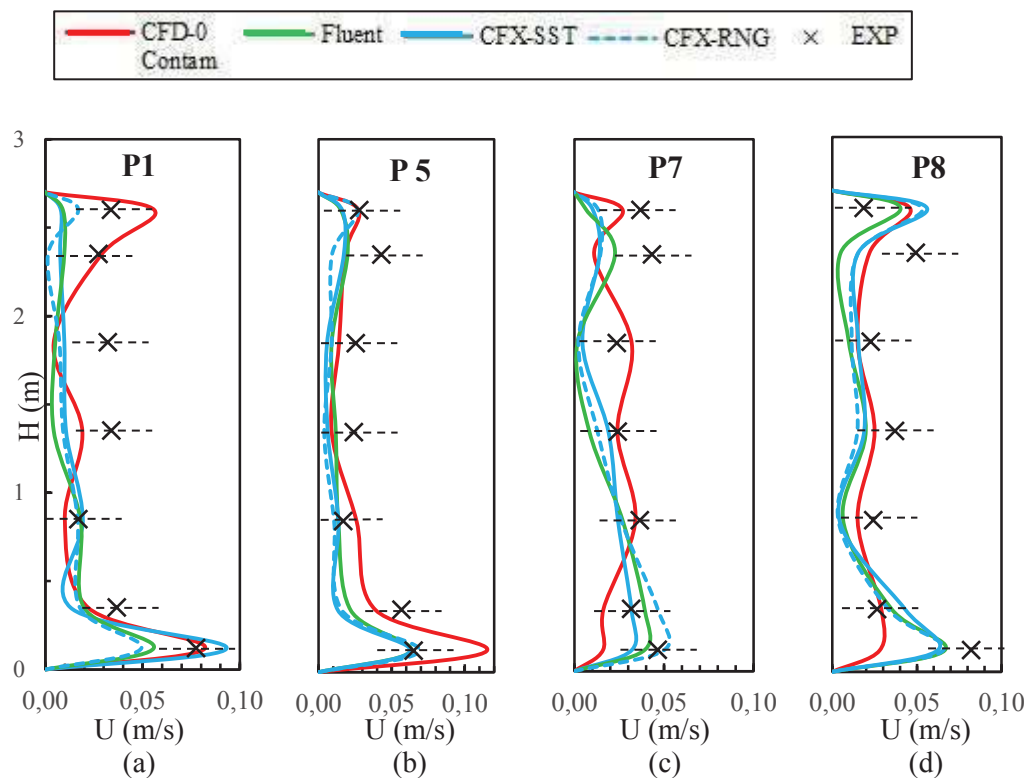 CFD-0 Fluent CFX-SST CFX-RNG EXP
Contam
3
P1 P 5 P7 P8
2
H (m)
1
0
0,00 0,05 0,10 0,00 0,05 0,10 0,00 0,05 0,10 0,00 0,05 0,10
U (m/s) U (m/s) U (m/s) U (m/s)
(a) (b) (c) (d)